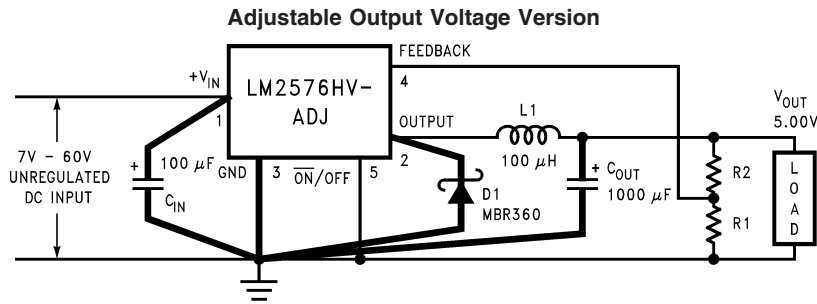 Adjustable Output Voltage Version
FEEDBACK
+VIN
LM2576HV-
ADJ
4
1
OUTPUT
L1
VOUT
5.00V
7V – 60V
UNREGULATED
DC INPUT
+
100 μF
CIN
GND
3
ON/OFF
5
2
100 μH
D1
MBR360
+
COUT
1000 μF
R2
R1
LOAD